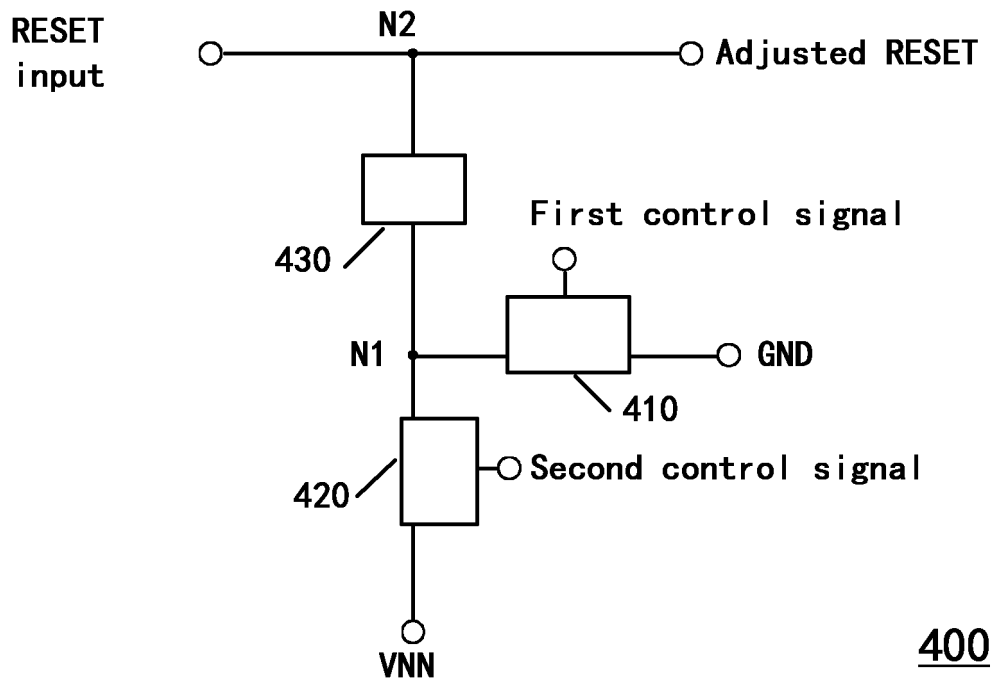 RESET
input
N2
Adjusted RESET
430
First control signal
N1
GND
410
420
Second control signal
VNN
400